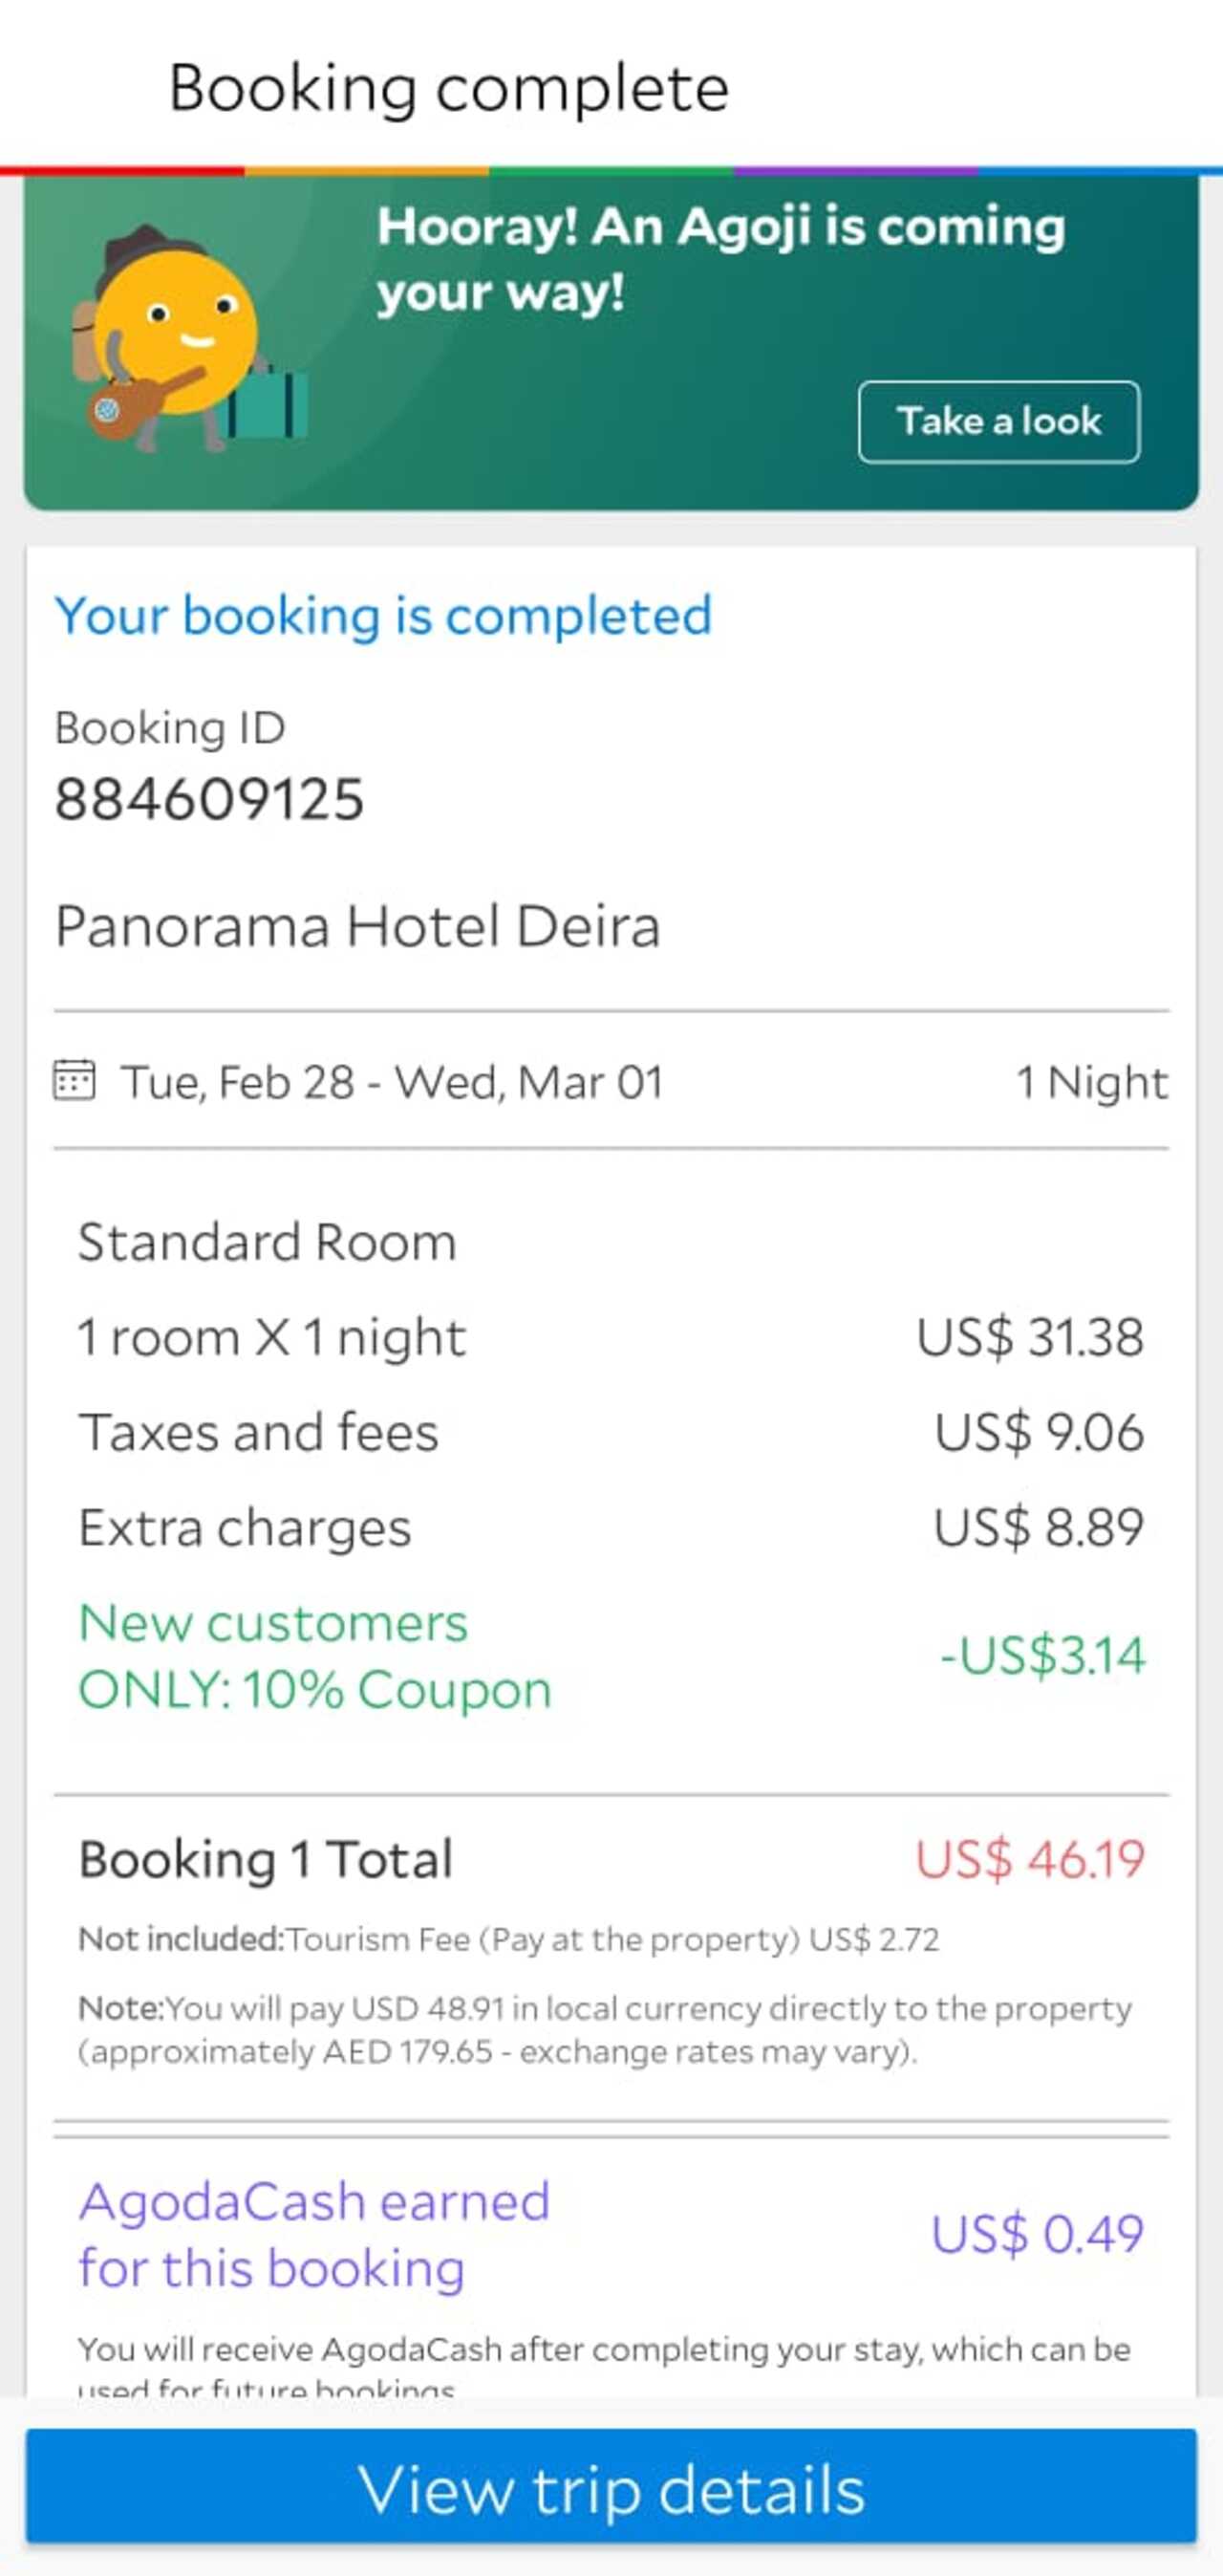 Booking complete
Hooray! An Agoji is coming
your way!
Take a look
Your booking is completed
Booking ID
884609125
Panorama Hotel Deira
Tue, Feb 28 - Wed, Mar 01 1 Night
Standard Room
1 room X 1 night US$ 31.38
Taxes and fees US$ 9.06
Extra charges US$ 8.89
New customers
ONLY: 10% Coupon -US$3.14
Booking 1 Total US$ 46.19
Not included:Tourism Fee (Pay at the property) US$ 2.72
Note:You will pay USD 48.91 in local currency directly to the property
(approximately AED 179.65 - exchange rates may vary).
AgodaCash earned
for this booking US$ 0.49
You will receive AgodaCash after completing your stay, which can be
used for future bookings
View trip details